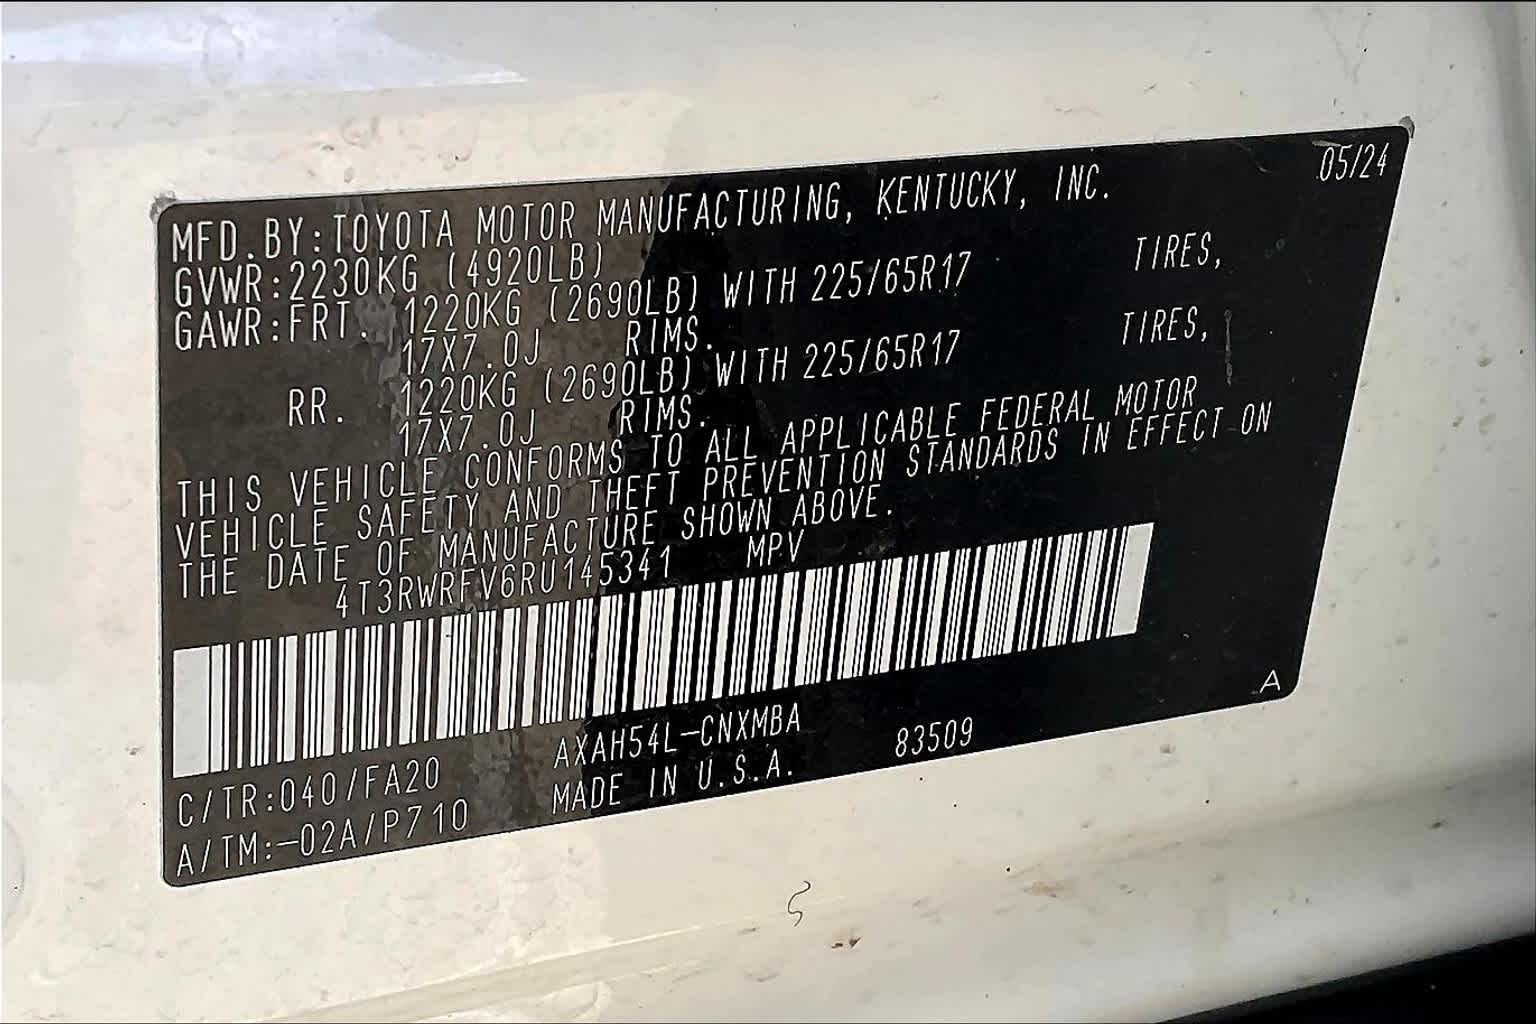 05/24
MFD.BY:TOYOTA MOTOR MANUFACTURING, KENTUCKY, INC.
GVWR:2230KG (4920LB)
GAWR:FRT. 1220KG (2690LB) WITH 225/65R17 TIRES,
17X7.0J RIMS.
RR. 1220KG (2690LB) WITH 225/65R17 TIRES,
17X7.0J RIMS.
THIS VEHICLE CONFORMS TO ALL APPLICABLE FEDERAL MOTOR
VEHICLE SAFETY AND THEFT PREVENTION STANDARDS IN EFFECT ON
THE DATE OF MANUFACTURE SHOWN ABOVE.
4T3RWRFV6RU145341 MPV
A
C/TR:040/FA20 AXAH54L-CNXMBA 83509
A/TM:-02A/P710 MADE IN U.S.A.